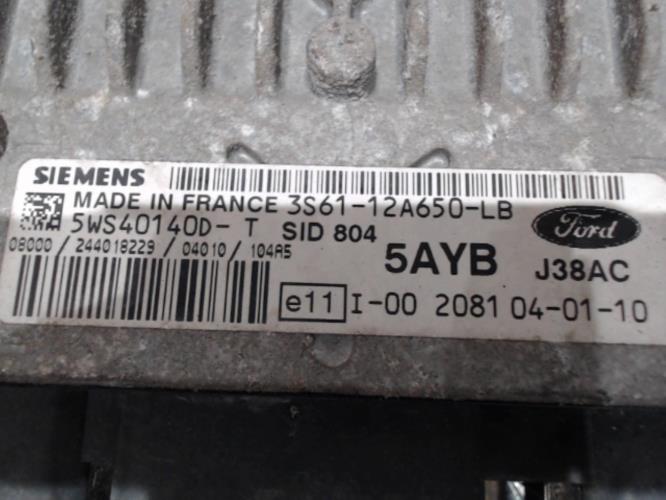 SIEMENS
MADE IN FRANCE 3S61-12A650-LB
5WS40140D- T SID 804
08000 / 244018229 / 04010 / 104A5
5AYB J38AC
Ford
e11 I-00 2081 04-01-10